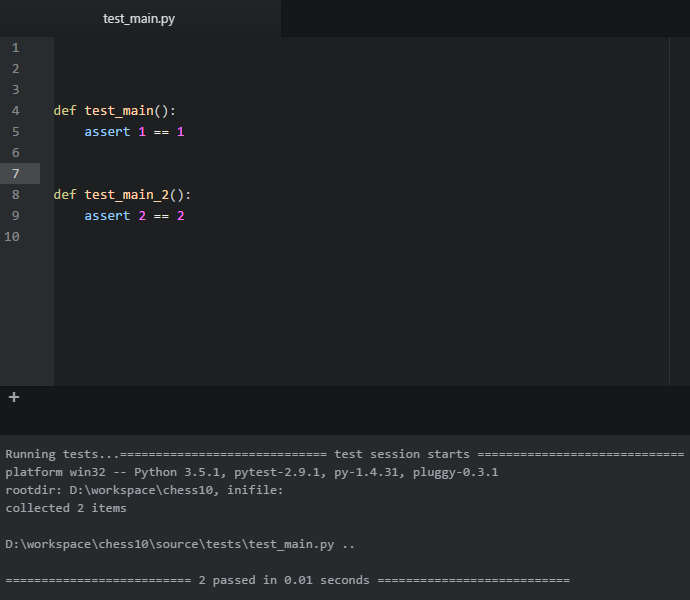 test_main.py
1
2
3
4 def test_main():
5     assert 1 == 1
6
7
8 def test_main_2():
9     assert 2 == 2
10
+
Running tests...============================= test session starts =============================
platform win32 -- Python 3.5.1, pytest-2.9.1, py-1.4.31, pluggy-0.3.1
rootdir: D:\workspace\chess10, inifile:
collected 2 items
D:\workspace\chess10\source\tests\test_main.py ..
========================== 2 passed in 0.01 seconds ===========================